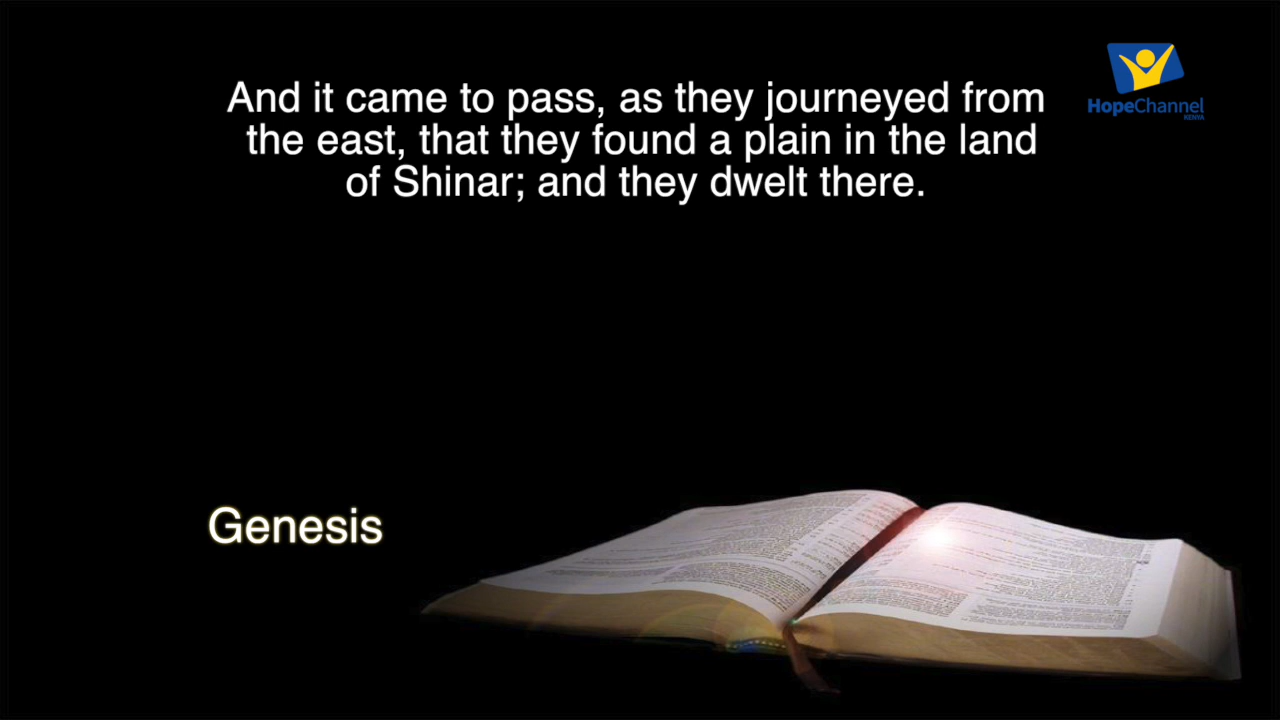 And it came to pass, as they journeyed from
the east, that they found a plain in the land
of Shinar; and they dwelt there.
HopeChannel
KENYA
Genesis